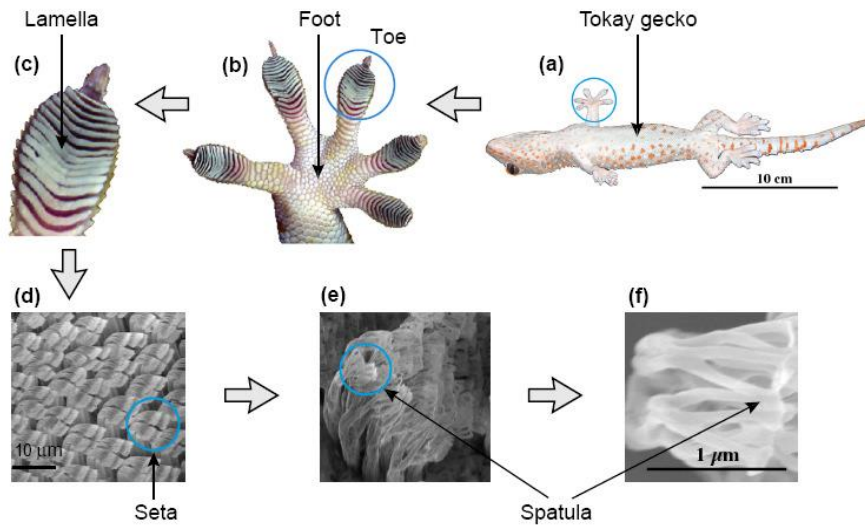 Lamella
Foot
Toe
Tokay gecko
(c)
(b)
(a)
10 cm
(d)
(e)
(f)
10 μm
1 μm
Seta
Spatula